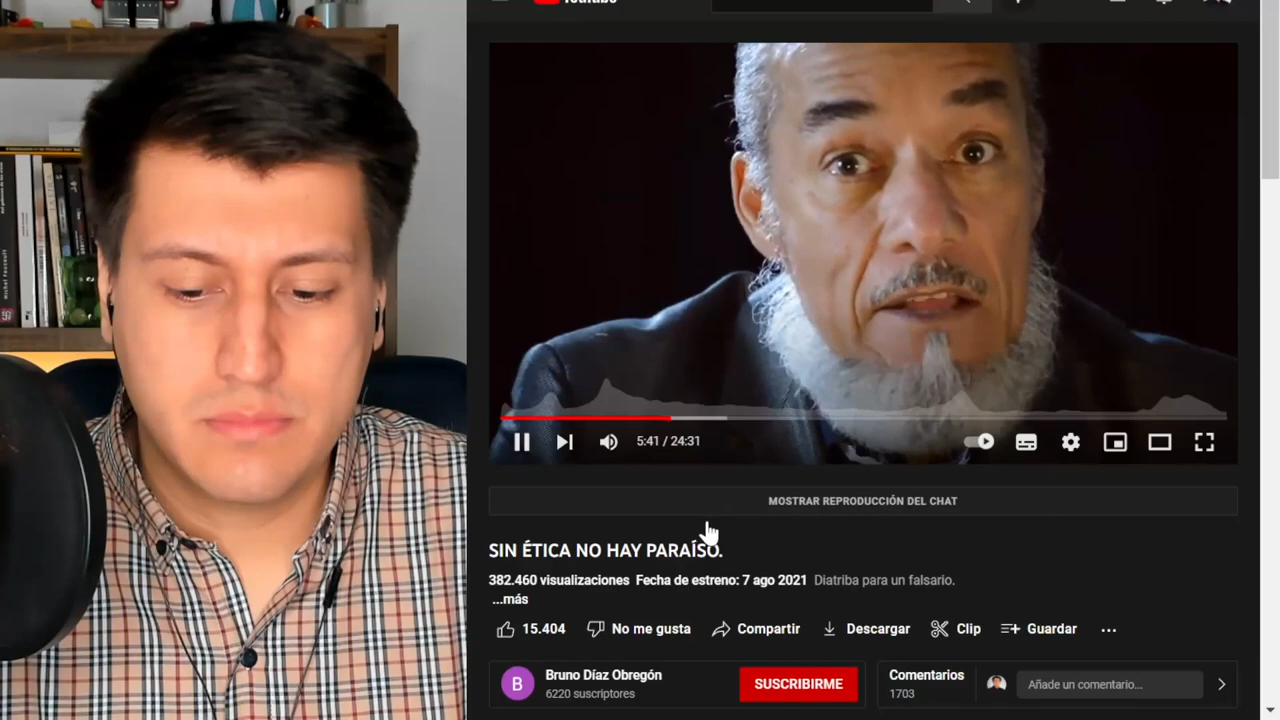 YouTube
5:41 / 24:31
MOSTRAR REPRODUCCIÓN DEL CHAT
SIN ÉTICA NO HAY PARAÍSO.
382.460 visualizaciones Fecha de estreno: 7 ago 2021 Diatriba para un falsario.
...más
15.404 No me gusta Compartir Descargar Clip Guardar
B Bruno Díaz Obregón
6220 suscriptores
SUSCRIBIRME
Comentarios
1703
Añade un comentario...